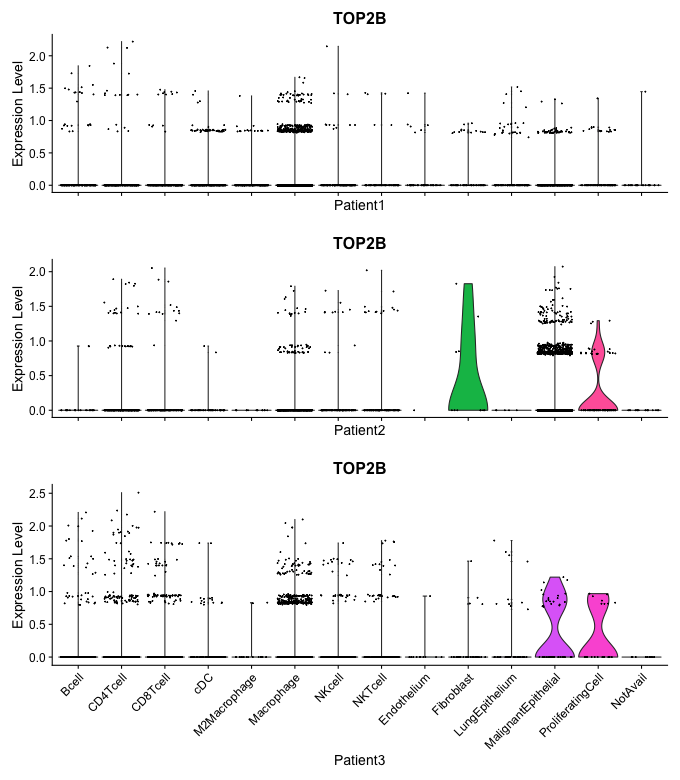 TOP2B
Expression Level
2.0
1.5
1.0
0.5
0.0
Patient1
TOP2B
Expression Level
2.0
1.5
1.0
0.5
0.0
Patient2
TOP2B
Expression Level
2.5
2.0
1.5
1.0
0.5
0.0
Bcell
CD4Tcell
CD8Tcell
cDC
M2Macrophage
Macrophage
NKcell
NKTcell
Endothelium
Fibroblast
LungEpithelium
MalignantEpithelial
ProliferatingCell
NotAvail
Patient3